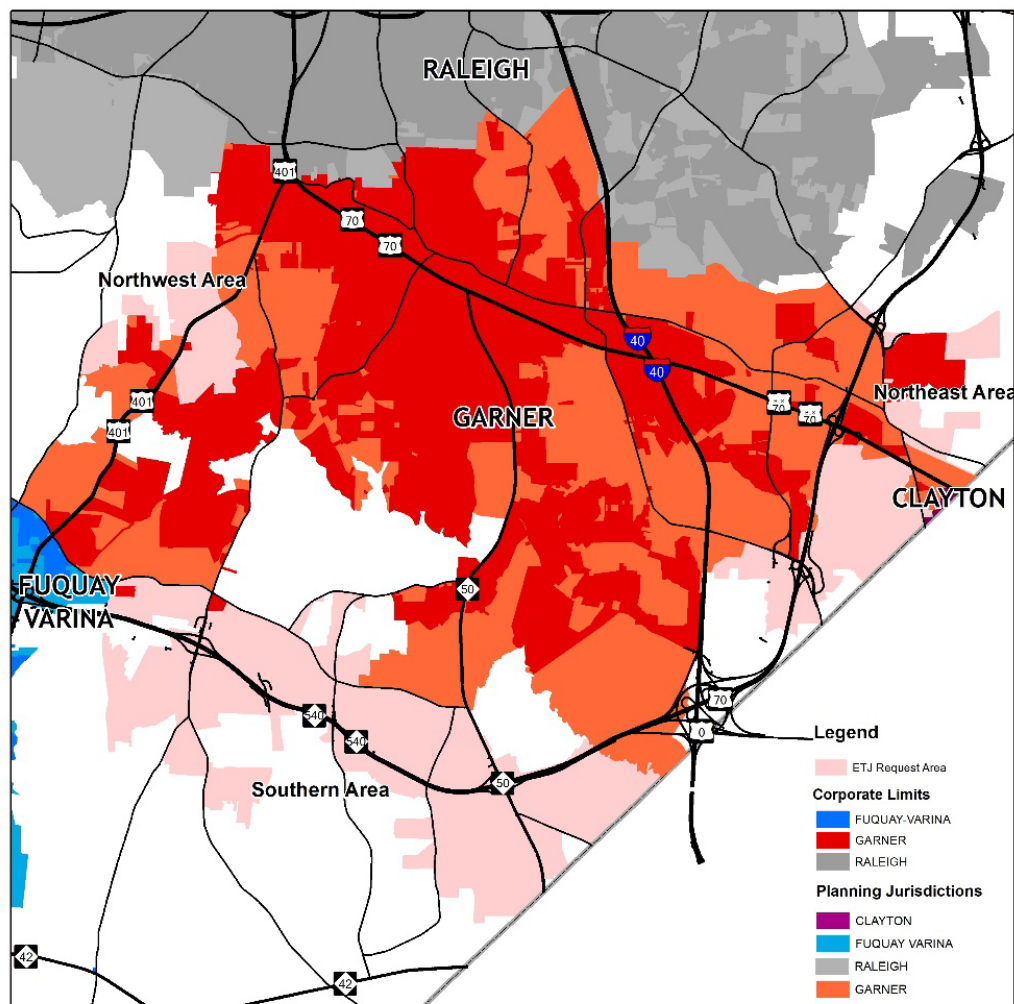 RALEIGH
401
70
70
Northwest Area
40
40
401
70
70
Northeast Area
401
GARNER
CLAYTON
FUQUAY
VARINA
50
70
540
0
Legend
540
ETJ Request Area
50
Southern Area
Corporate Limits
FUQUAY-VARINA
GARNER
RALEIGH
Planning Jurisdictions
CLAYTON
FUQUAY VARINA
RALEIGH
GARNER
42
42